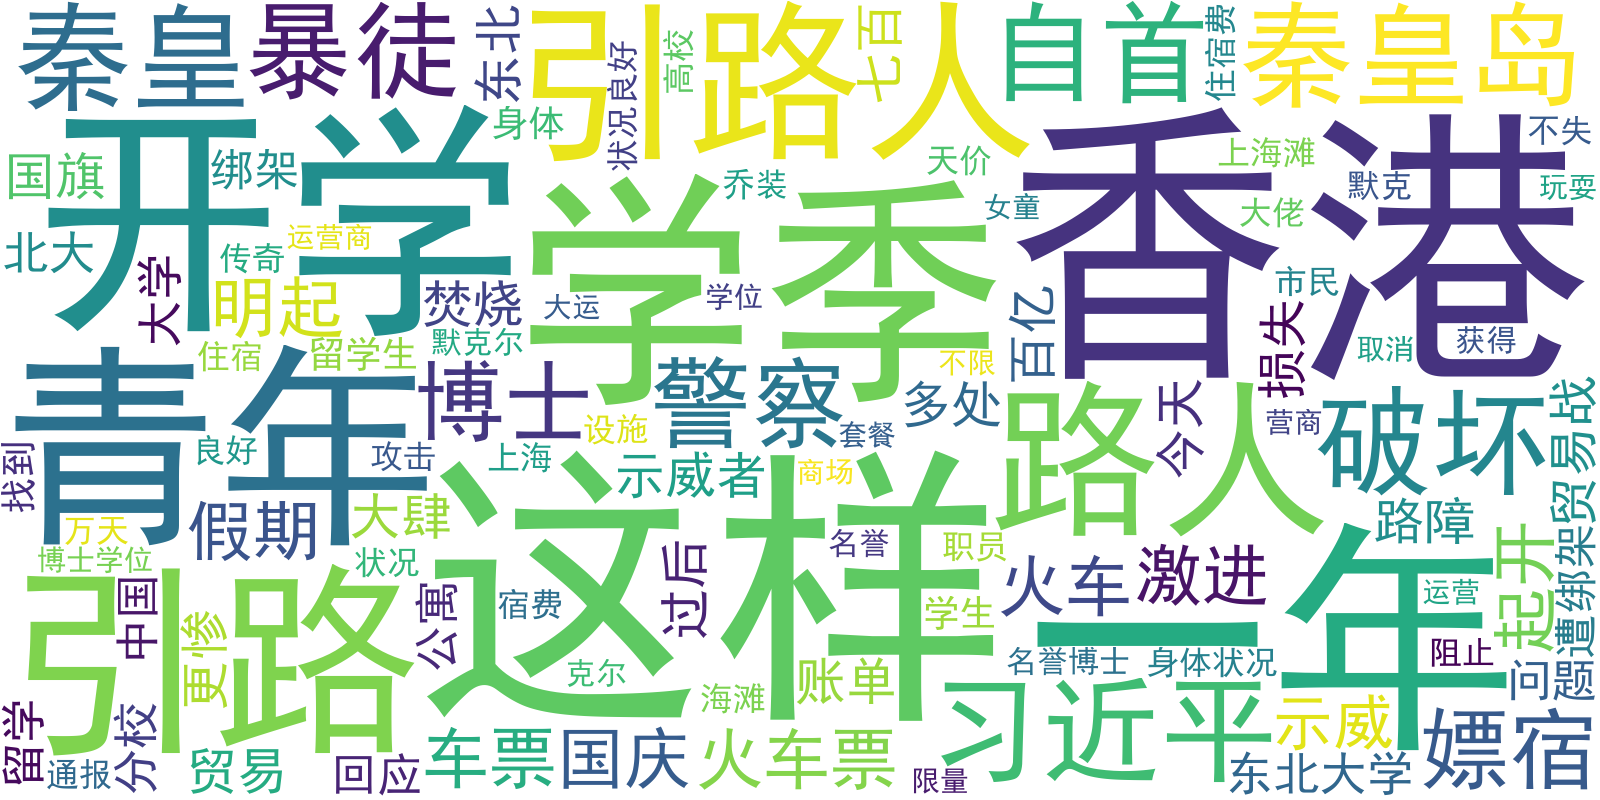 秦皇
暴徒
东北
引路人
状况良好
高校
七百
自首
住宿费
秦皇岛
国旗
绑架
开学
身体
学季
乔装
天价
女童
香港
上海滩
大佬
默克
不失
玩耍
北大
大学
传奇
运营商
明起
焚烧
大运
学位
市民
百亿
损失
取消
获得
住宿
留学生
默克尔
不限
青年
博士
警察
多处
今天
路人
营商
破坏
贸易战
找到
良好
攻击
上海
设施
套餐
示威者
商场
假期
大肆
这样
万天
博士学位
状况
名誉
职员
火车
激进
路障
一年
起开
遭绑架
引路
中国
更惨
公寓
宿费
过后
克尔
学生
名誉博士
身体状况
运营
阻止
问题
留学
分校
通报
贸易
回应
车票
国庆
海滩
火车票
账单
限量
习近平
示威
东北大学
嫖宿